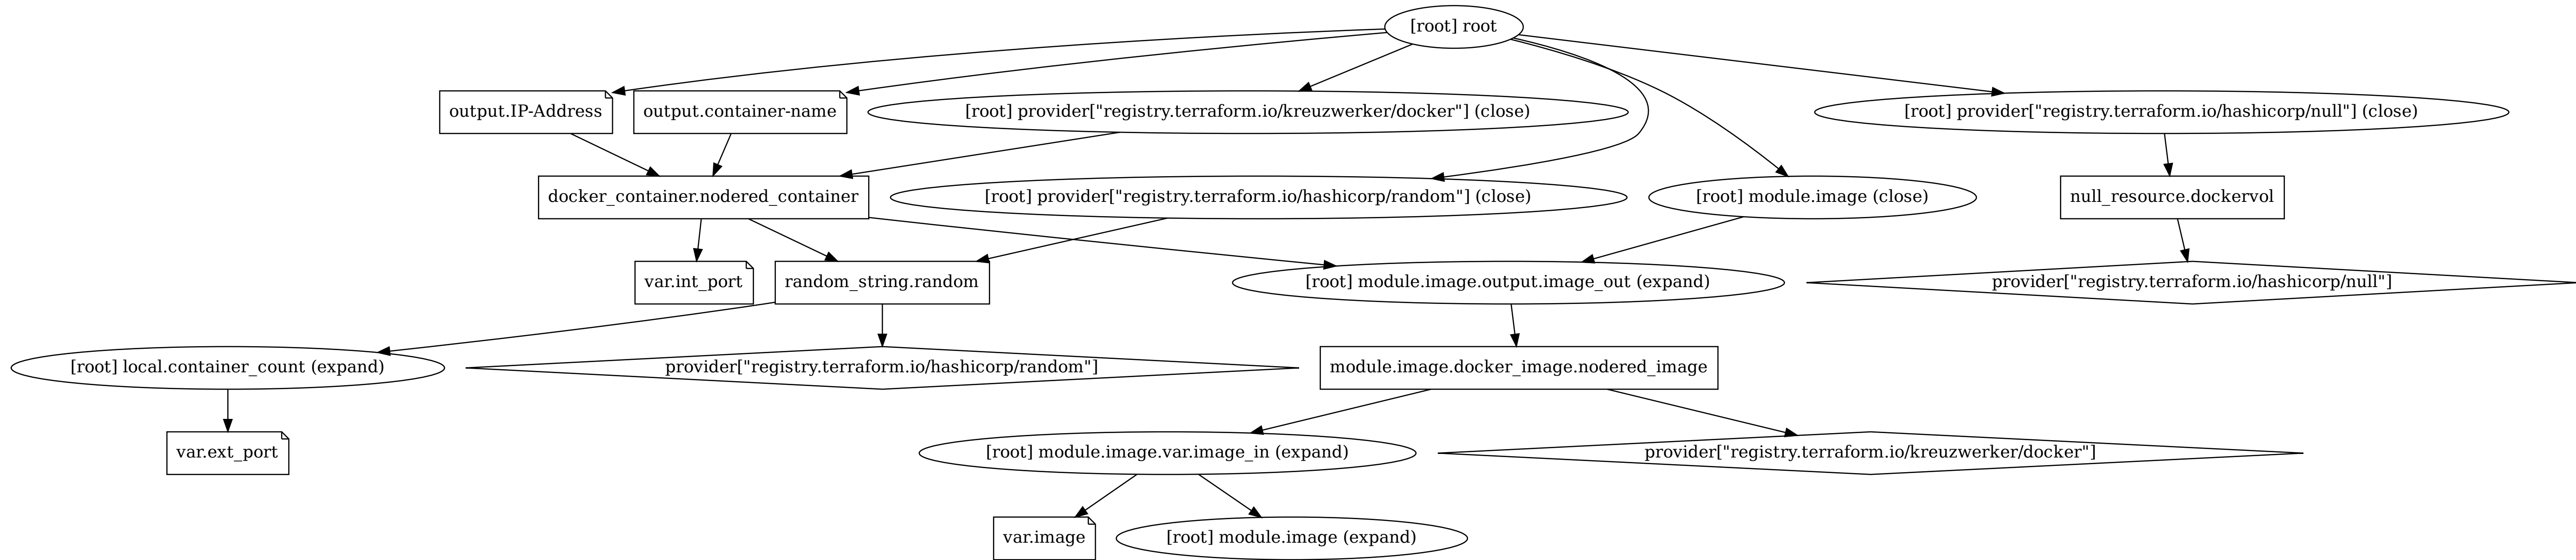 [root] root
output.IP-Address
output.container-name
[root] provider["registry.terraform.io/kreuzwerker/docker"] (close)
[root] provider["registry.terraform.io/hashicorp/null"] (close)
docker_container.nodered_container
[root] provider["registry.terraform.io/hashicorp/random"] (close)
[root] module.image (close)
null_resource.dockervol
var.int_port
random_string.random
[root] module.image.output.image_out (expand)
provider["registry.terraform.io/hashicorp/null"]
[root] local.container_count (expand)
provider["registry.terraform.io/hashicorp/random"]
module.image.docker_image.nodered_image
var.ext_port
[root] module.image.var.image_in (expand)
provider["registry.terraform.io/kreuzwerker/docker"]
var.image
[root] module.image (expand)